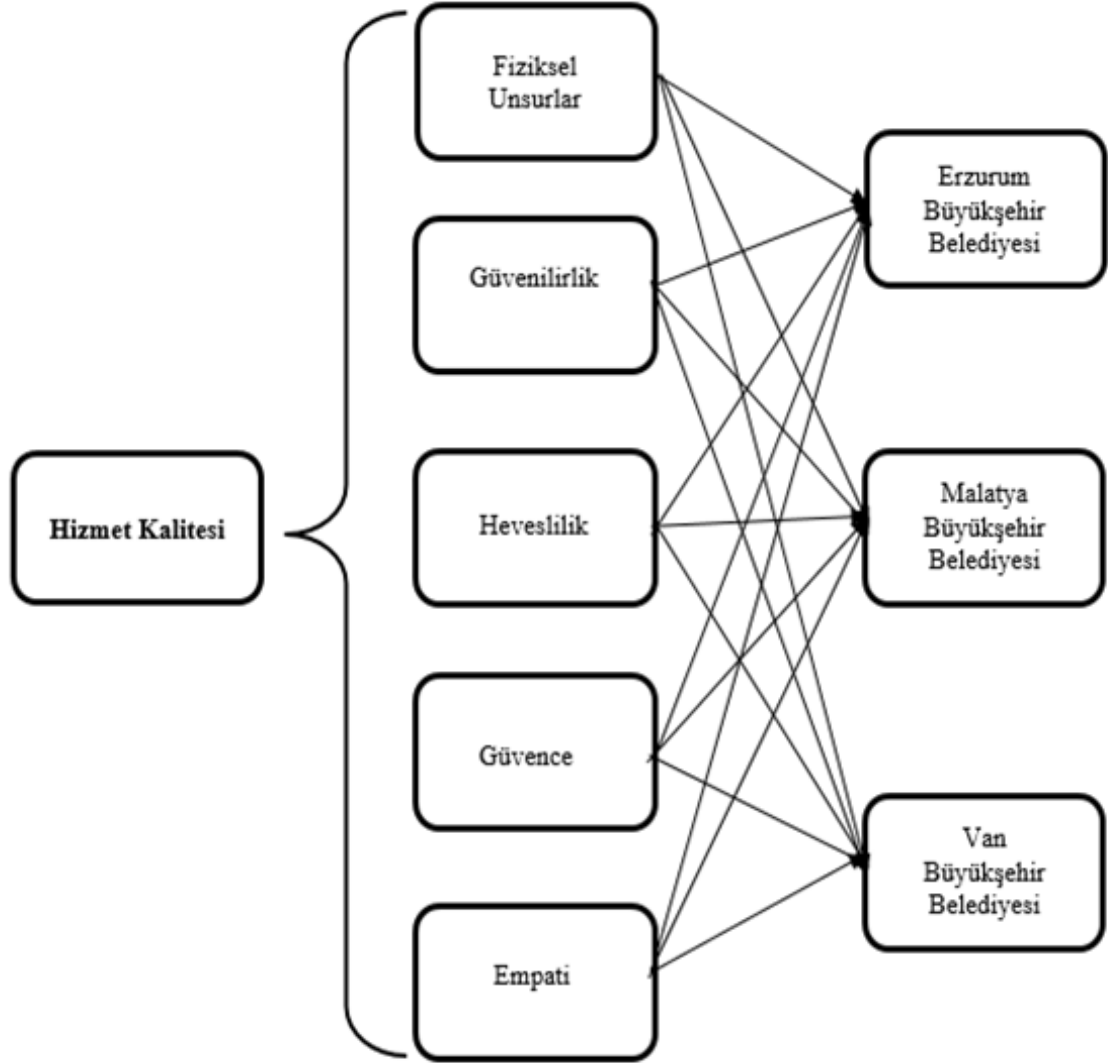 Hizmet Kalitesi
Fiziksel
Unsurlar
Güvenilirlik
Heveslilik
Güvence
Empati
Erzurum
Büyükşehir
Belediyesi
Malatya
Büyükşehir
Belediyesi
Van
Büyükşehir
Belediyesi